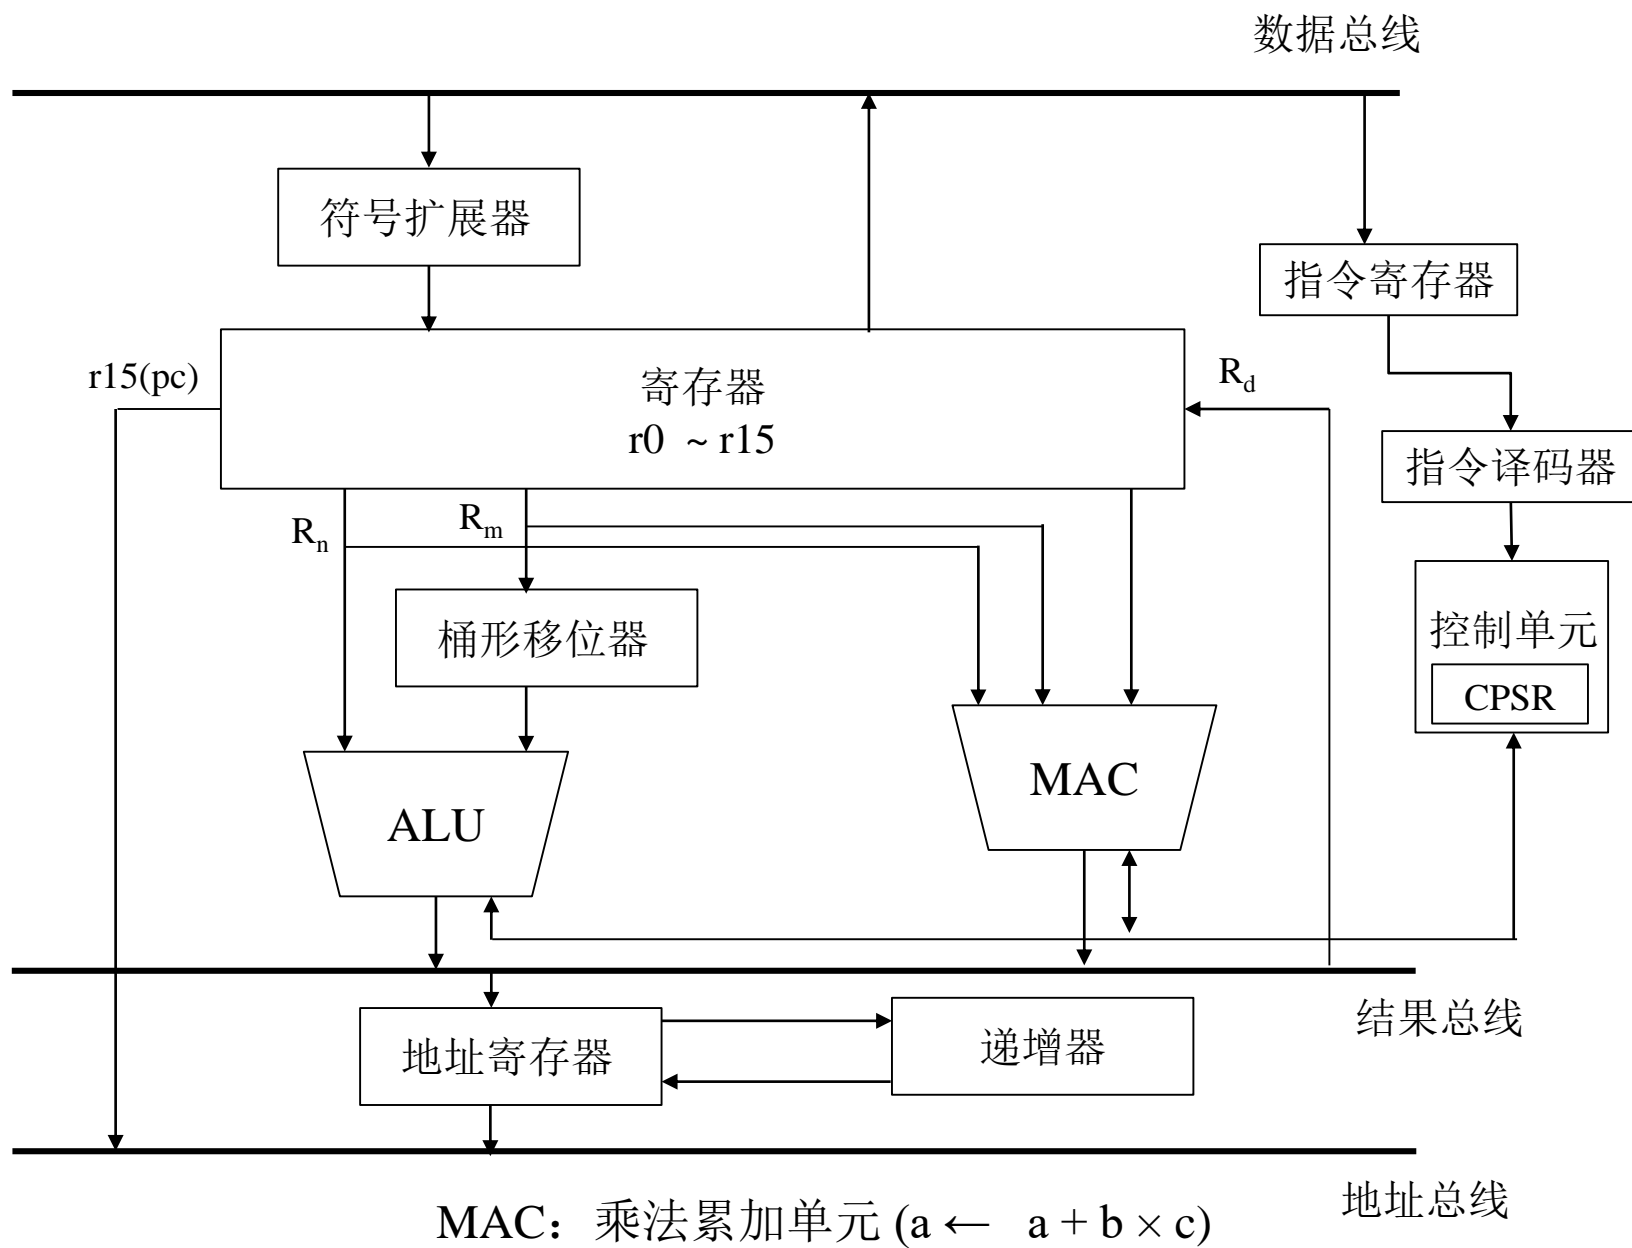 数据总线
符号扩展器
指令寄存器
r15(pc)
寄存器
r0 ~ r15
Rd
指令译码器
Rn
Rm
桶形移位器
控制单元
CPSR
MAC
ALU
结果总线
地址寄存器
递增器
地址总线
MAC：乘法累加单元 (a ← a + b × c)